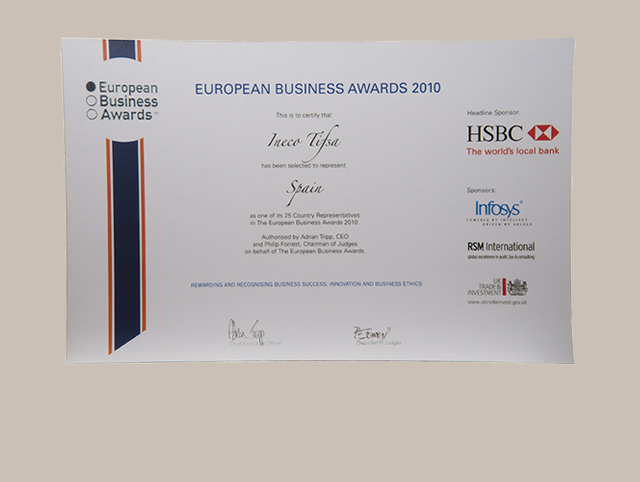 European
Business
Awards™
EUROPEAN BUSINESS AWARDS 2010
This is to certify that
Ineco Tifsa
has been selected to represent
Spain
as one of its 25 Country Representatives
in The European Business Awards 2010.
Authorised by Adrian Tripp, CEO
and Philip Forrest, Chairman of Judges
on behalf of The European Business Awards.
REWARDING AND RECOGNISING BUSINESS SUCCESS, INNOVATION AND BUSINESS ETHICS
Chief Executive Officer
Chairman of Judges
Headline Sponsor:
HSBC
The world's local bank
Sponsors:
Infosys®
POWERED BY INTELLECT
DRIVEN BY VALUES
RSM International
global excellence in audit, tax & consulting
UK
TRADE &
INVESTMENT
www.uktradeinvest.gov.uk